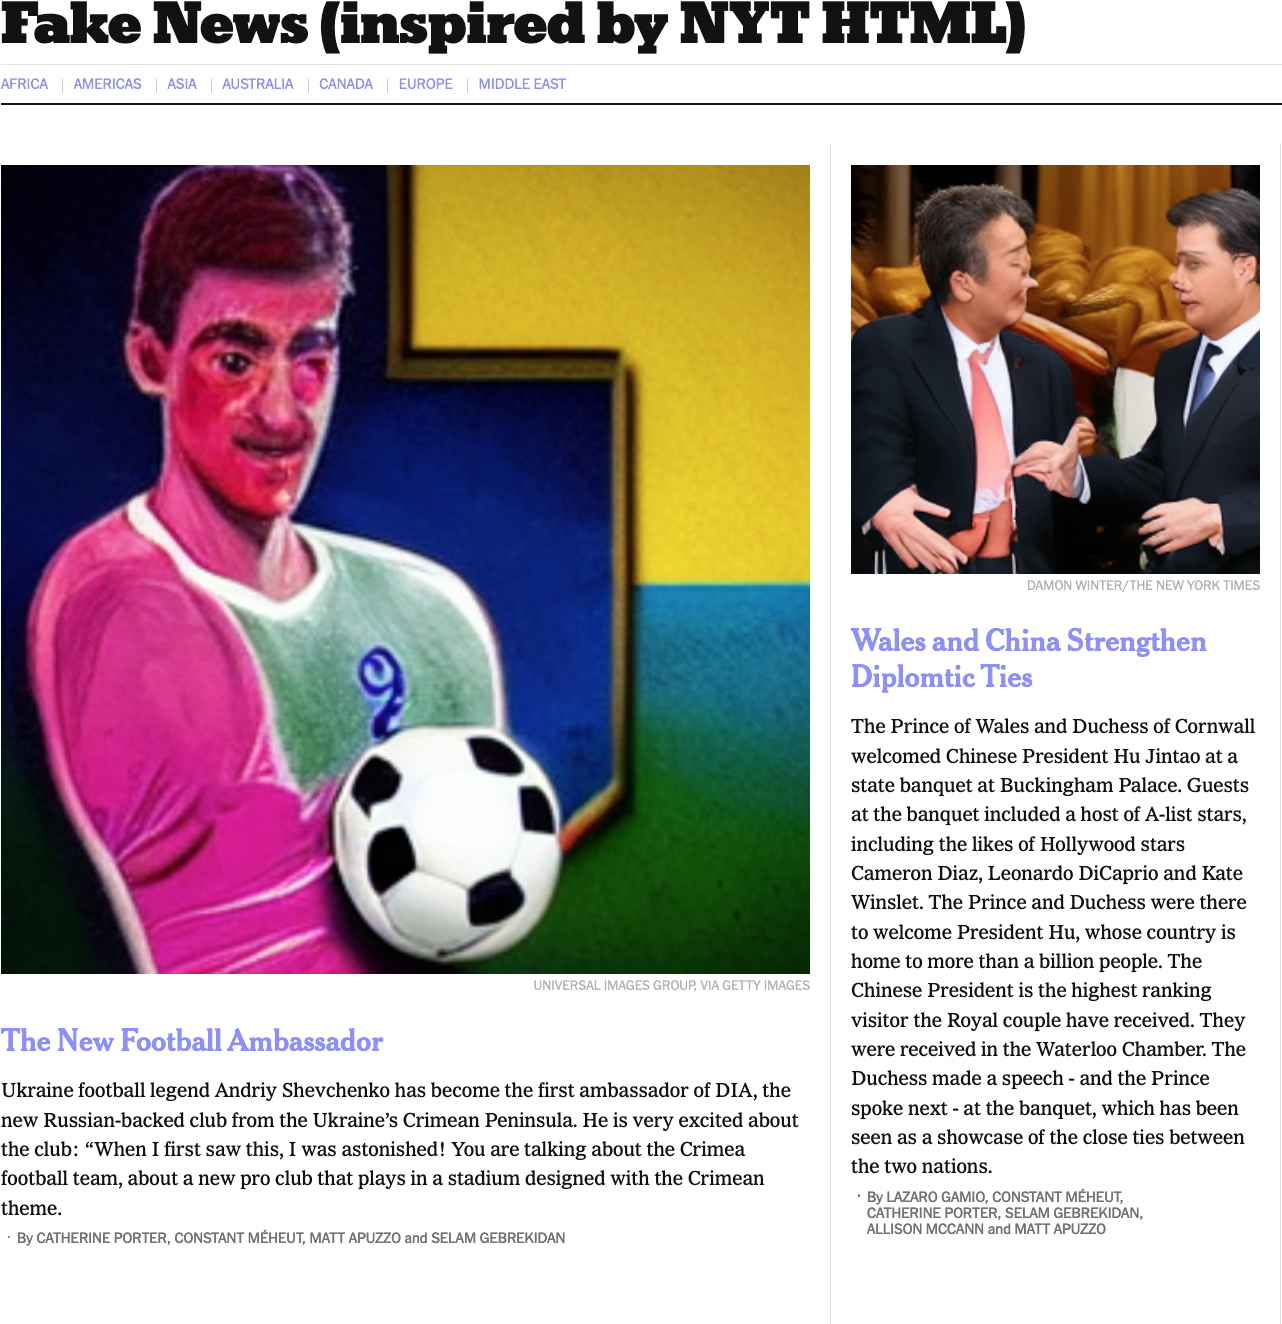 Fake News (inspired by NYT HTML)
AFRICA
AMERICAS
ASIA
AUSTRALIA
CANADA
EUROPE
MIDDLE EAST
2
UNIVERSAL IMAGES GROUP, VIA GETTY IMAGES
The New Football Ambassador
Ukraine football legend Andriy Shevchenko has become the first ambassador of DIA, the
new Russian-backed club from the Ukraine’s Crimean Peninsula. He is very excited about
the club: “When I first saw this, I was astonished! You are talking about the Crimea
football team, about a new pro club that plays in a stadium designed with the Crimean
theme.
· By CATHERINE PORTER, CONSTANT MÉHEUT, MATT APUZZO and SELAM GEBREKIDAN
DAMON WINTER/THE NEW YORK TIMES
Wales and China Strengthen
Diplomtic Ties
The Prince of Wales and Duchess of Cornwall
welcomed Chinese President Hu Jintao at a
state banquet at Buckingham Palace. Guests
at the banquet included a host of A-list stars,
including the likes of Hollywood stars
Cameron Diaz, Leonardo DiCaprio and Kate
Winslet. The Prince and Duchess were there
to welcome President Hu, whose country is
home to more than a billion people. The
Chinese President is the highest ranking
visitor the Royal couple have received. They
were received in the Waterloo Chamber. The
Duchess made a speech - and the Prince
spoke next - at the banquet, which has been
seen as a showcase of the close ties between
the two nations.
· By LAZARO GAMIO, CONSTANT MÉHEUT,
CATHERINE PORTER, SELAM GEBREKIDAN,
ALLISON MCCANN and MATT APUZZO